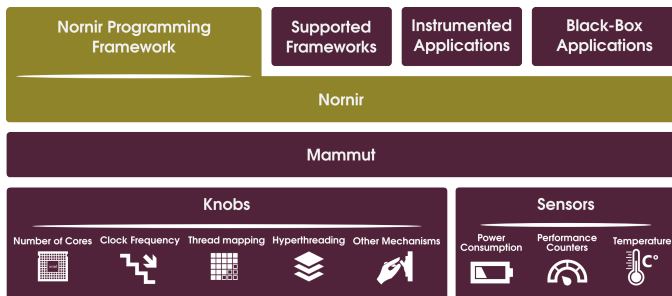 Nornir Programming
Framework
Supported
Frameworks
Instrumented
Applications
Black-Box
Applications
Nornir
Mammut
Knobs
Number of Cores
Clock Frequency
Thread mapping
Hyperthreading
Other Mechanisms
Sensors
Power
Consumption
Performance
Counters
Temperature
C°